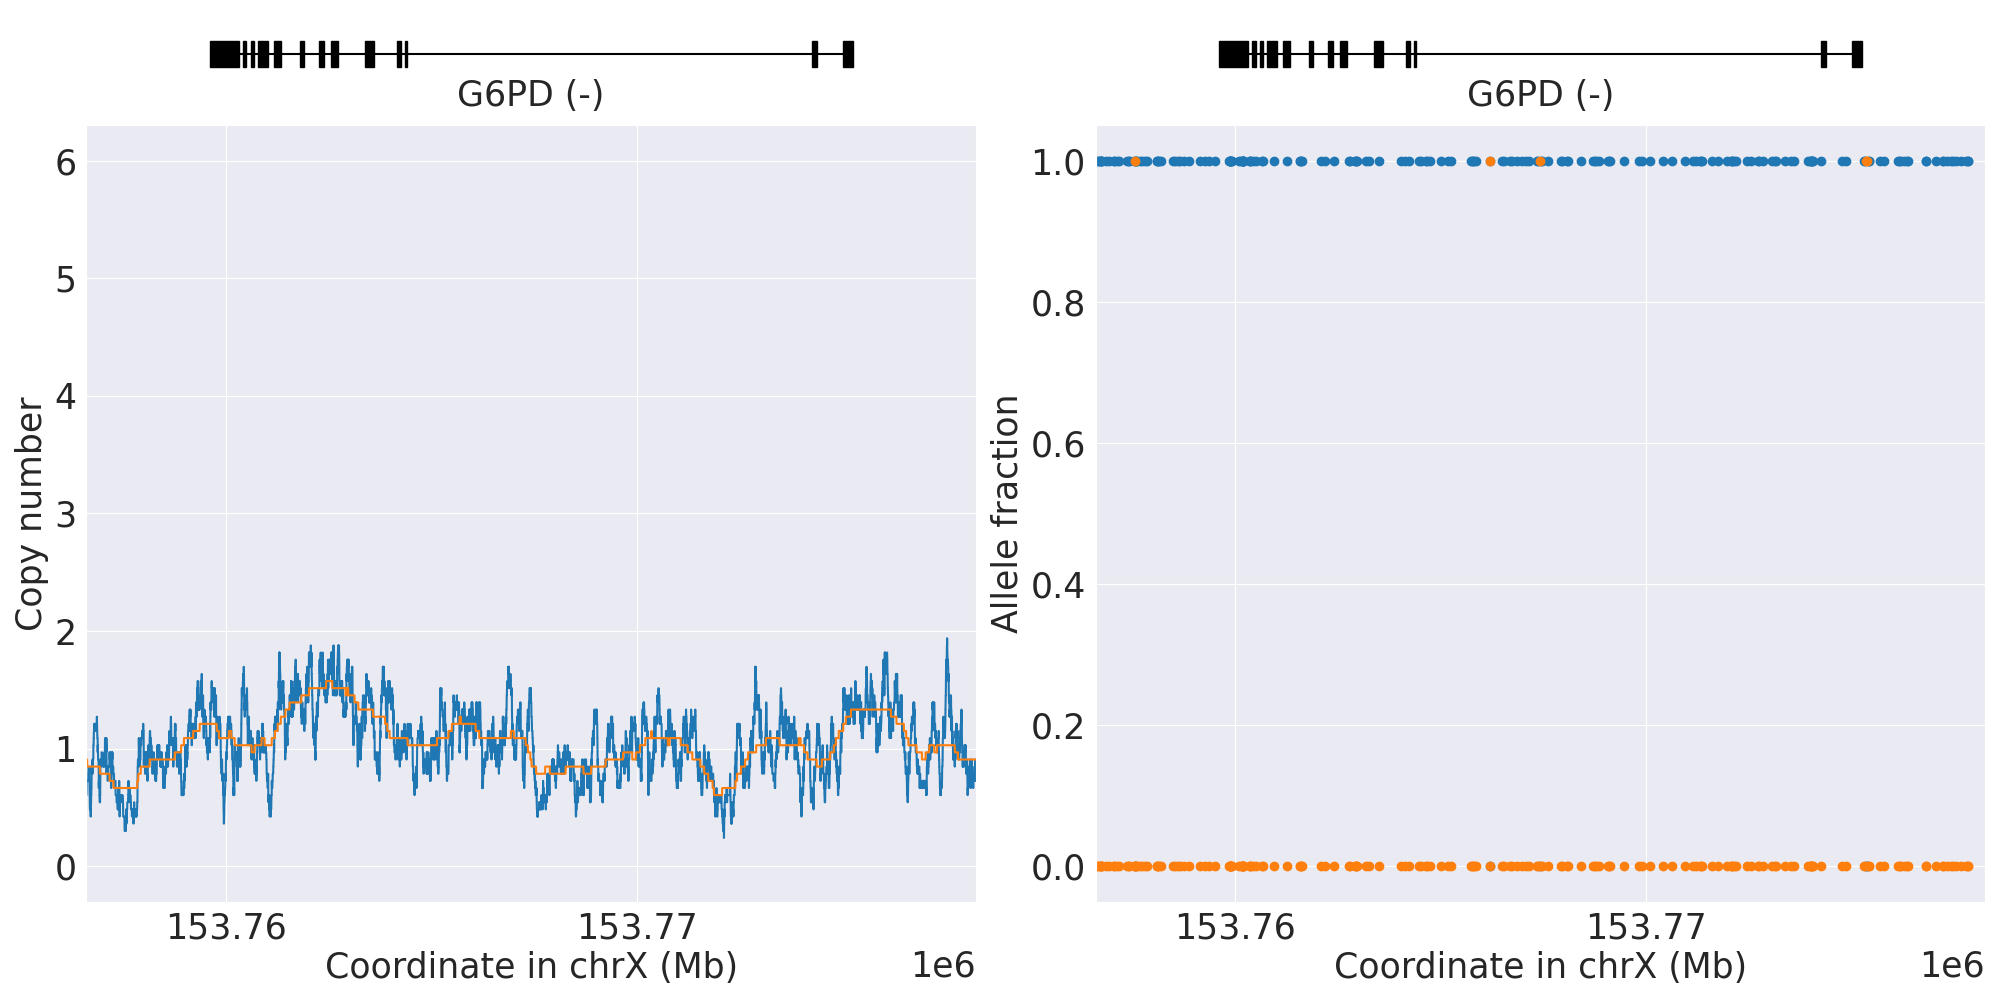 G6PD (-)
6
5
4
3
2
1
0
Copy number
153.76
153.77
Coordinate in chrX (Mb)
1e6
G6PD (-)
1.0
0.8
0.6
0.4
0.2
0.0
Allele fraction
153.76
153.77
Coordinate in chrX (Mb)
1e6